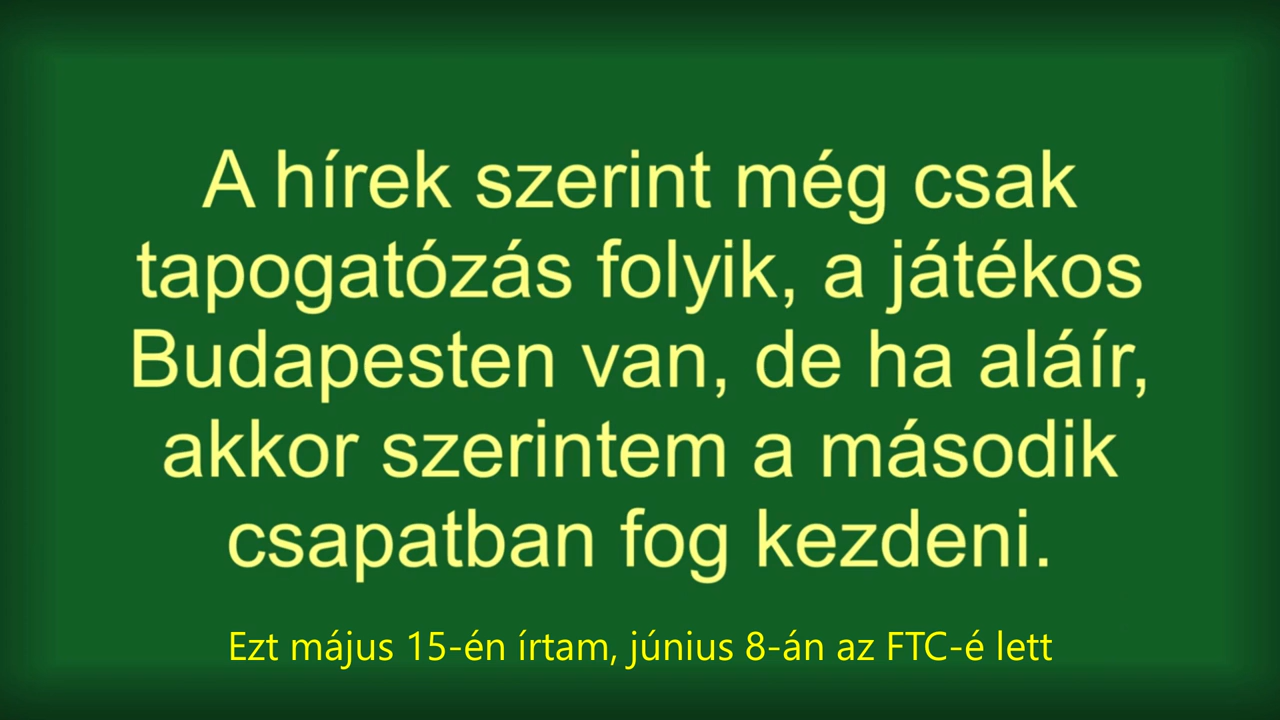 A hírek szerint még csak
tapogatózás folyik, a játékos
Budapesten van, de ha aláír,
akkor szerintem a második
csapatban fog kezdeni.
Ezt május 15-én írtam, június 8-án az FTC-é lett